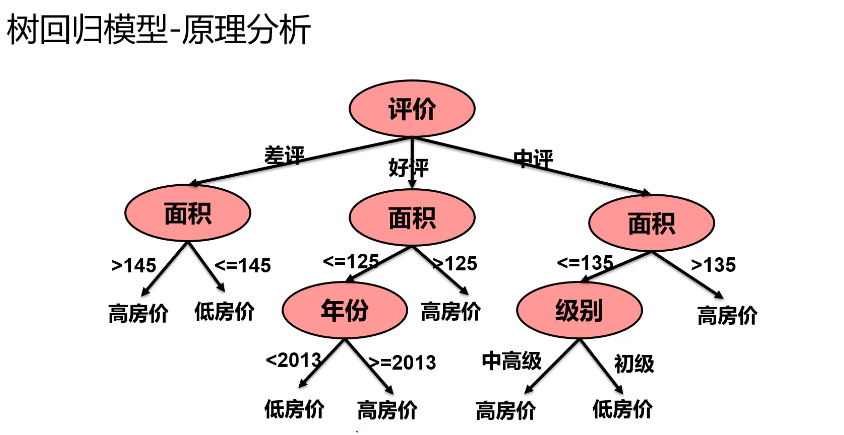 树回归模型-原理分析
评价
差评
好评
中评
面积
面积
面积
>145
<=145
<=125
>125
<=135
>135
高房价
低房价
年份
高房价
级别
高房价
<2013
>=2013
中高级
初级
低房价
高房价
高房价
低房价